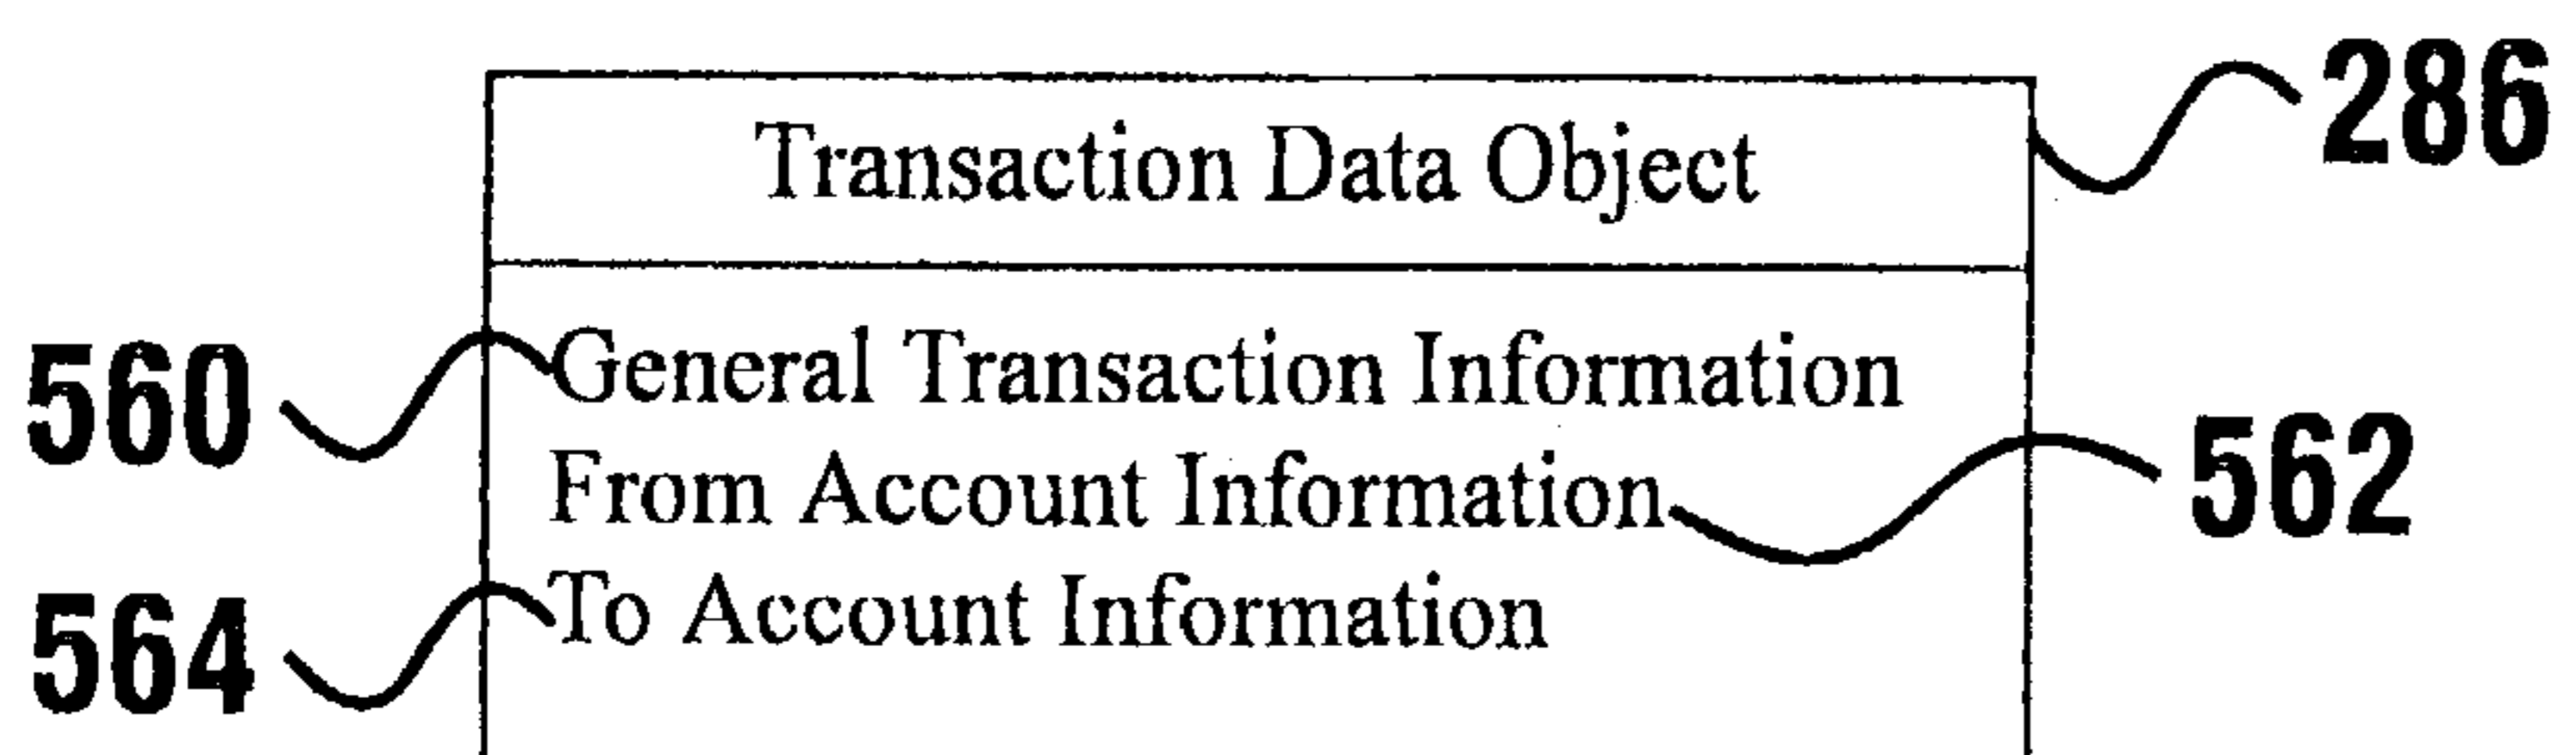 286
Transaction Data Object
560
General Transaction Information
From Account Information
562
564
To Account Information